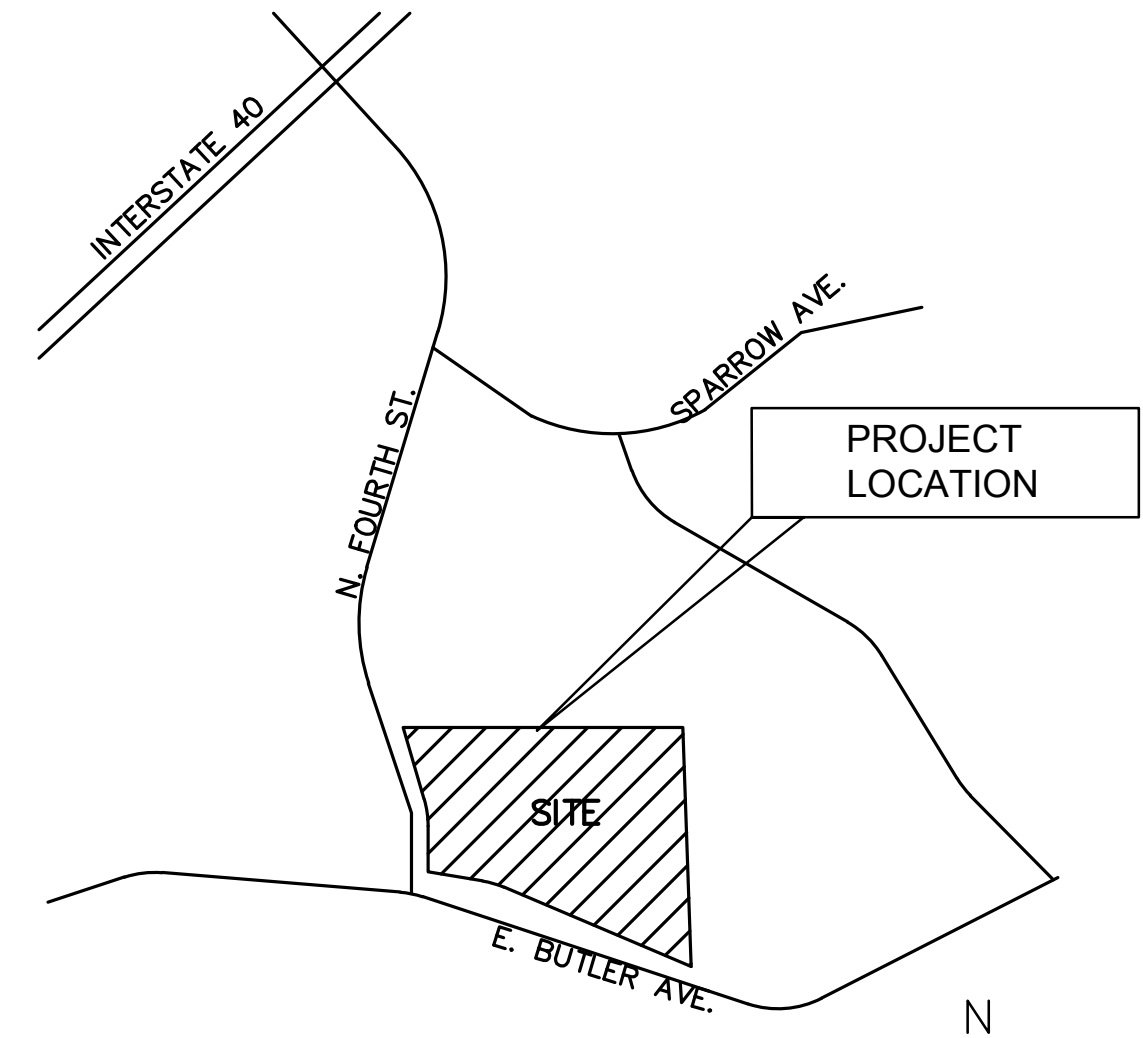 INTERSTATE 40
SPARROW AVE.
N. FOURTH ST.
PROJECT
LOCATION
SITE
E. BUTLER AVE.
N